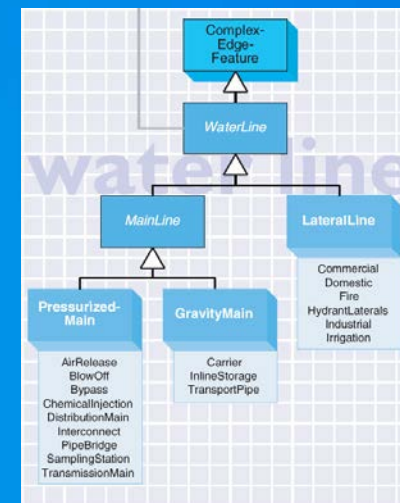 Complex-
Edge-
Feature
WaterLine
water line
MainLine
LateralLine
Commercial
Domestic
Fire
HydrantLaterals
Industrial
Irrigation
Pressurized-
Main
AirRelease
BlowOff
Bypass
ChemicalInjection
DistributionMain
Interconnect
PipeBridge
SamplingStation
TransmissionMain
GravityMain
Carrier
InlineStorage
TransportPipe